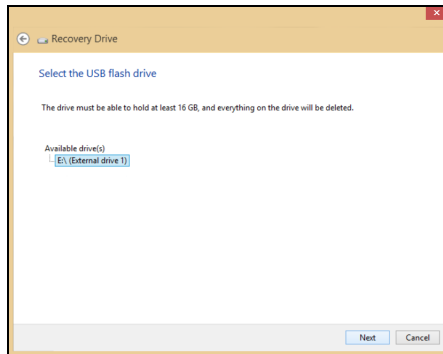 Recovery Drive
Select the USB flash drive
The drive must be able to hold at least 16 GB, and everything on the drive will be deleted.
Available drive(s)
E:\ (External drive 1)
Next Cancel